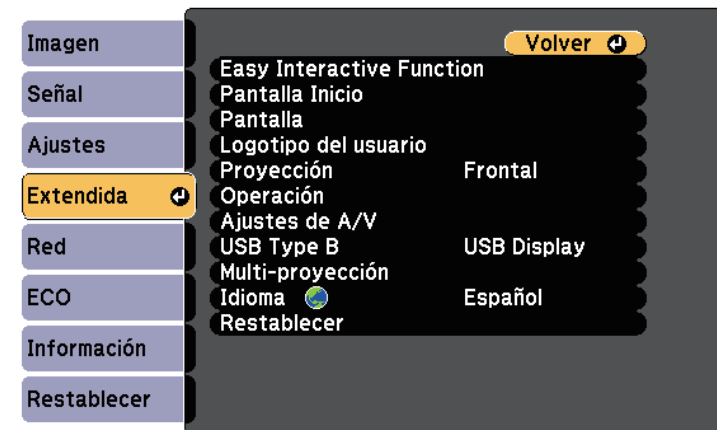 Imagen
Señal
Ajustes
Extendida
Red
ECO
Información
Restablecer
Volver
Easy Interactive Function
Pantalla Inicio
Pantalla
Logotipo del usuario
Proyección Frontal
Operación
Ajustes de A/V
USB Type B USB Display
Multi-proyección
Idioma Español
Restablecer